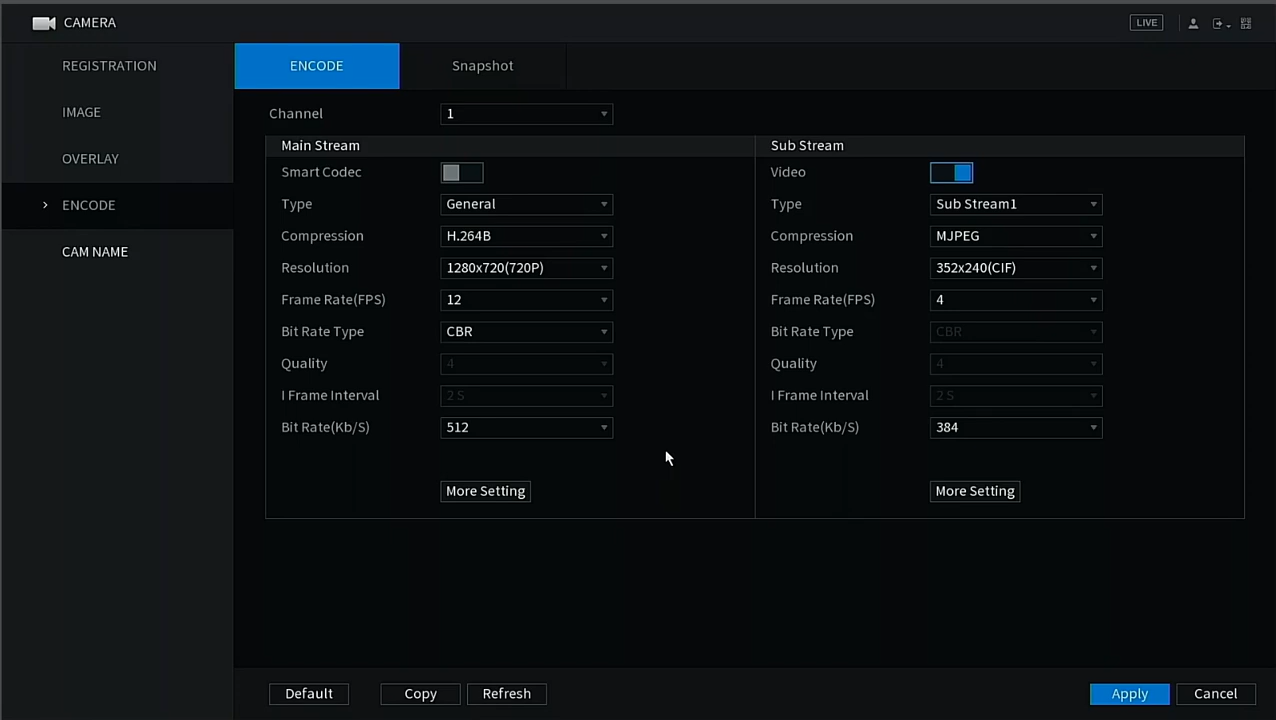 CAMERA
LIVE
REGISTRATION
IMAGE
OVERLAY
ENCODE
CAM NAME
ENCODE Snapshot
Channel 1
Main Stream
Smart Codec
Type General
Compression H.264B
Resolution 1280x720(720P)
Frame Rate(FPS) 12
Bit Rate Type CBR
Quality 4
I Frame Interval 2 S
Bit Rate(Kb/S) 512
More Setting
Sub Stream
Video
Type Sub Stream1
Compression MJPEG
Resolution 352x240(CIF)
Frame Rate(FPS) 4
Bit Rate Type CBR
Quality 4
I Frame Interval 2 S
Bit Rate(Kb/S) 384
More Setting
Default Copy Refresh Apply Cancel